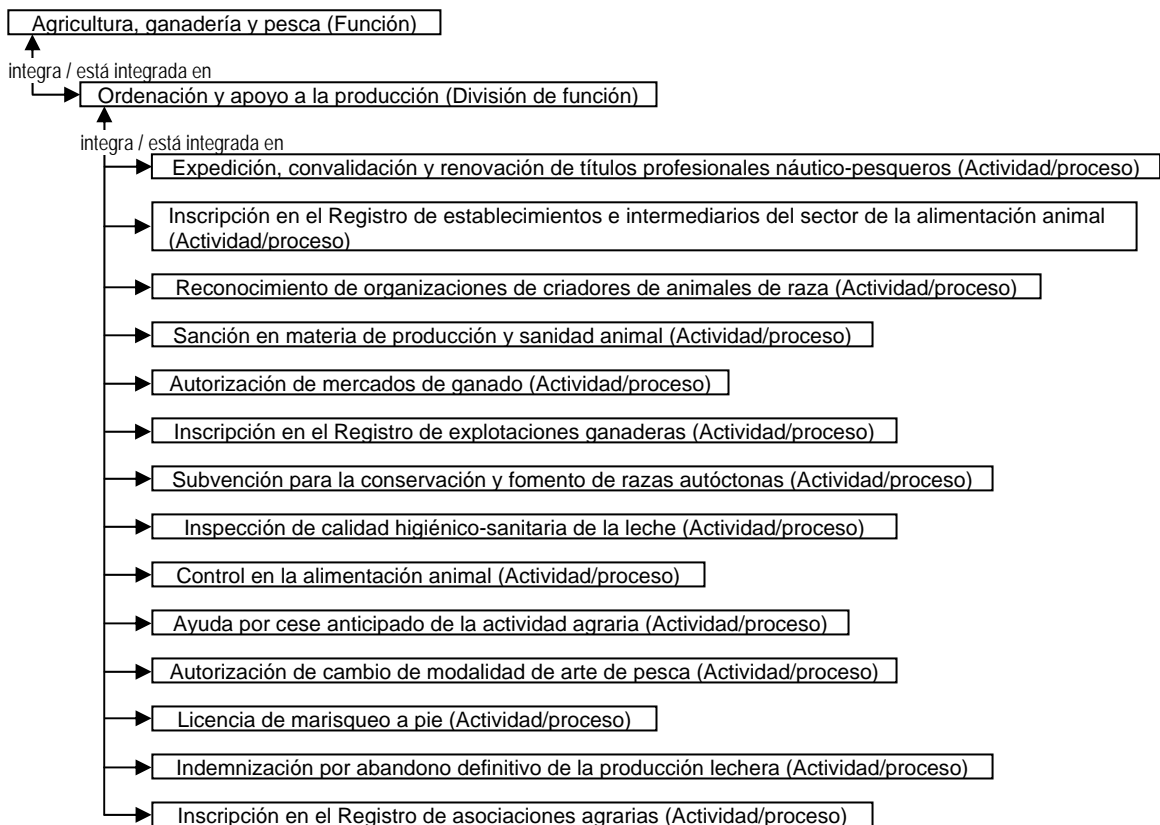 Agricultura, ganadería y pesca (Función)
integra / está integrada en
Ordenación y apoyo a la producción (División de función)
integra / está integrada en
Expedición, convalidación y renovación de títulos profesionales náutico-pesqueros (Actividad/proceso)
Inscripción en el Registro de establecimientos e intermediarios del sector de la alimentación animal
(Actividad/proceso)
Reconocimiento de organizaciones de criadores de animales de raza (Actividad/proceso)
Sanción en materia de producción y sanidad animal (Actividad/proceso)
Autorización de mercados de ganado (Actividad/proceso)
Inscripción en el Registro de explotaciones ganaderas (Actividad/proceso)
Subvención para la conservación y fomento de razas autóctonas (Actividad/proceso)
Inspección de calidad higiénico-sanitaria de la leche (Actividad/proceso)
Control en la alimentación animal (Actividad/proceso)
Ayuda por cese anticipado de la actividad agraria (Actividad/proceso)
Autorización de cambio de modalidad de arte de pesca (Actividad/proceso)
Licencia de marisqueo a pie (Actividad/proceso)
Indemnización por abandono definitivo de la producción lechera (Actividad/proceso)
Inscripción en el Registro de asociaciones agrarias (Actividad/proceso)